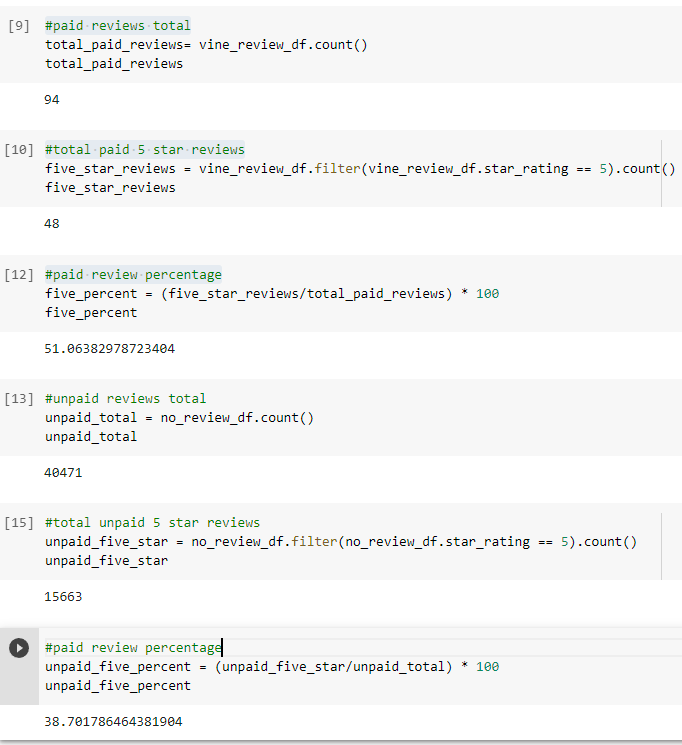 [9] #paid reviews total
total_paid_reviews= vine_review_df.count()
total_paid_reviews
94
[10] #total paid 5 star reviews
five_star_reviews = vine_review_df.filter(vine_review_df.star_rating == 5).count()
five_star_reviews
48
[12] #paid review percentage
five_percent = (five_star_reviews/total_paid_reviews) * 100
five_percent
51.06382978723404
[13] #unpaid reviews total
unpaid_total = no_review_df.count()
unpaid_total
40471
[15] #total unpaid 5 star reviews
unpaid_five_star = no_review_df.filter(no_review_df.star_rating == 5).count()
unpaid_five_star
15663
#paid review percentage
unpaid_five_percent = (unpaid_five_star/unpaid_total) * 100
unpaid_five_percent
38.701786464381904